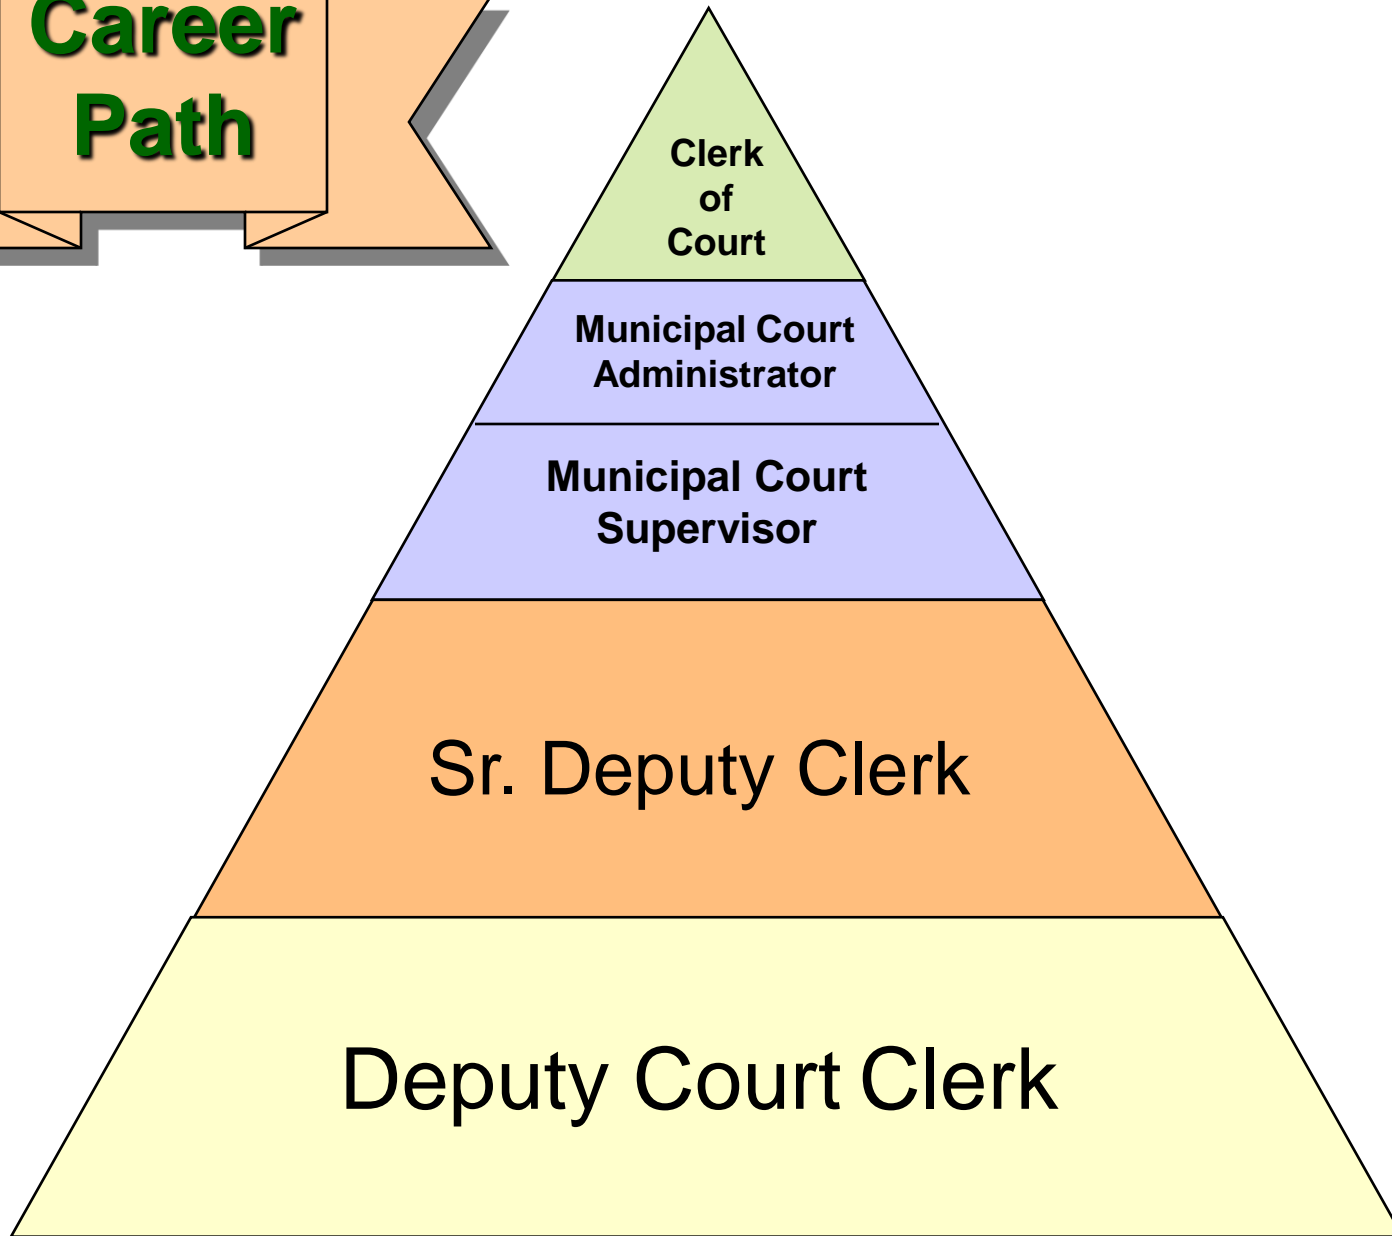 Career
Path
Clerk
of
Court
Municipal Court
Administrator
Municipal Court
Supervisor
Sr. Deputy Clerk
Deputy Court Clerk